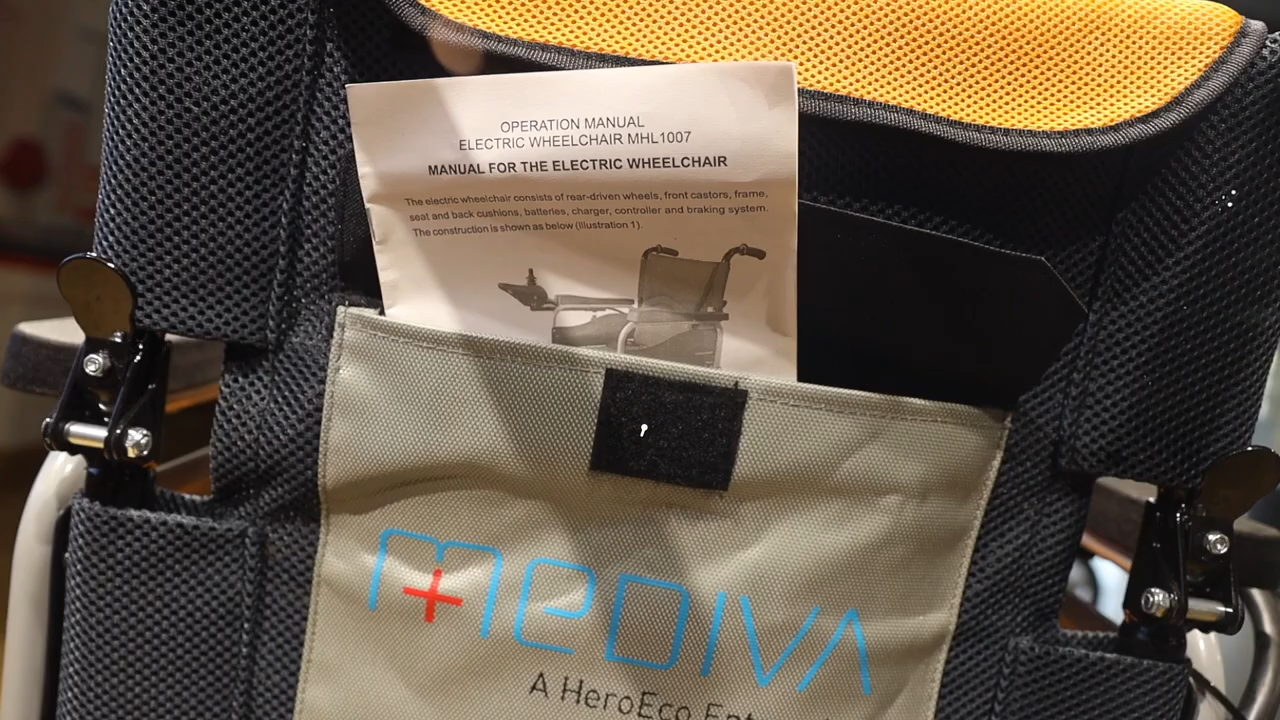 OPERATION MANUAL
ELECTRIC WHEELCHAIR MHL1007
MANUAL FOR THE ELECTRIC WHEELCHAIR
The electric wheelchair consists of rear-driven wheels, front castors, frame,
seat and back cushions, batteries, charger, controller and braking system.
The construction is shown as below (Illustration 1).
MEDIVA
A HeroEco